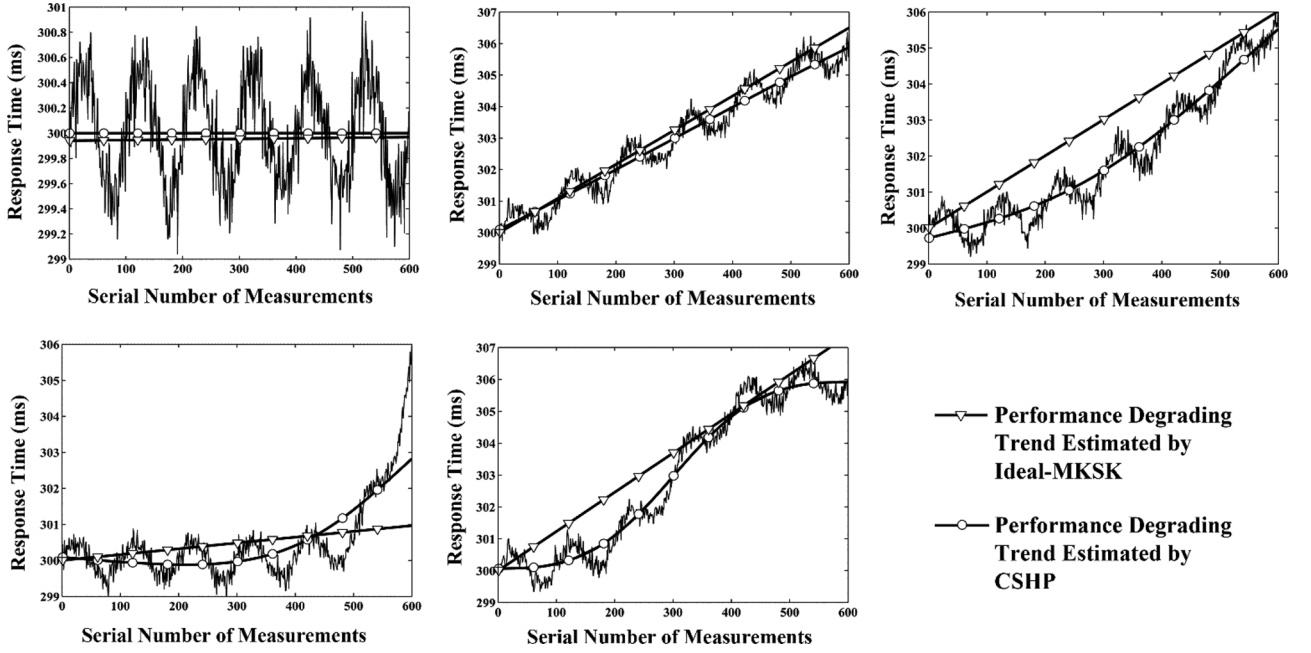 301
300.8
300.6
300.4
300.2
300
299.8
299.6
299.4
299.2
299
0 100 200 300 400 500 600
Response Time (ms)
Serial Number of Measurements
307
306
305
304
303
302
301
300
299
0 100 200 300 400 500 600
Response Time (ms)
Serial Number of Measurements
306
305
304
303
302
301
300
299
0 100 200 300 400 500 600
Response Time (ms)
Serial Number of Measurements
306
305
304
303
302
301
300
299
0 100 200 300 400 500 600
Response Time (ms)
Serial Number of Measurements
307
306
305
304
303
302
301
300
299
0 100 200 300 400 500 600
Response Time (ms)
Serial Number of Measurements
Performance Degrading
Trend Estimated by
Ideal-MKSK
Performance Degrading
Trend Estimated by
CSHP